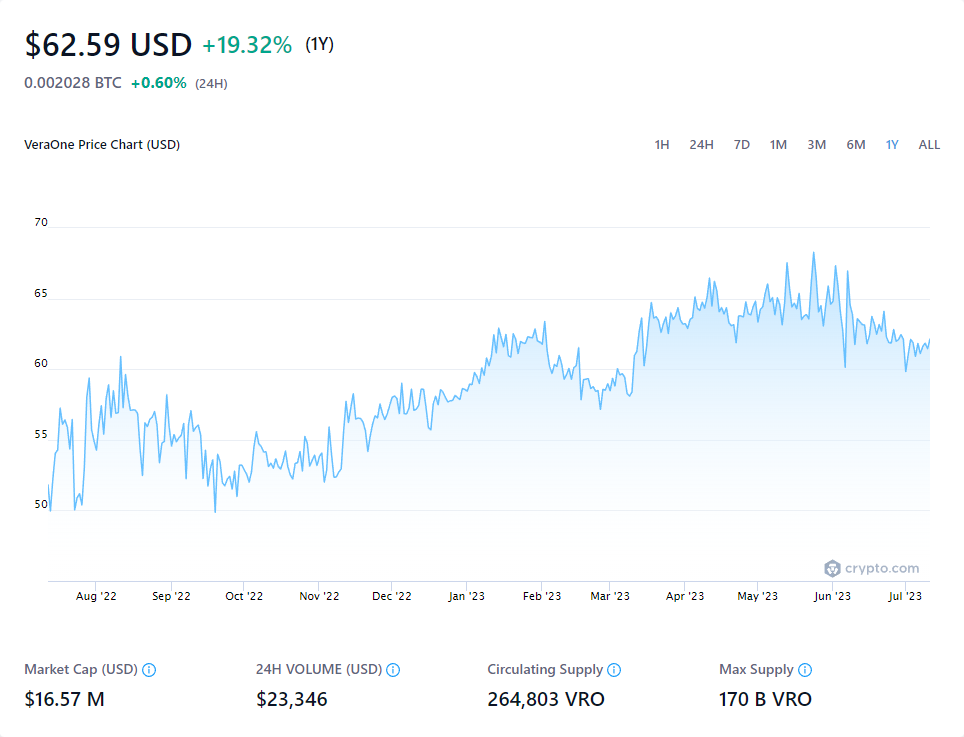 $62.59 USD +19.32% (1Y)
0.002028 BTC +0.60% (24H)
VeraOne Price Chart (USD) 1H 24H 7D 1M 3M 6M 1Y ALL
70
65
60
55
50
crypto.com
Aug '22 Sep '22 Oct '22 Nov '22 Dec '22 Jan '23 Feb '23 Mar '23 Apr '23 May '23 Jun '23 Jul '23
Market Cap (USD) 24H VOLUME (USD) Circulating Supply Max Supply
$16.57 M $23,346 264,803 VRO 170 B VRO